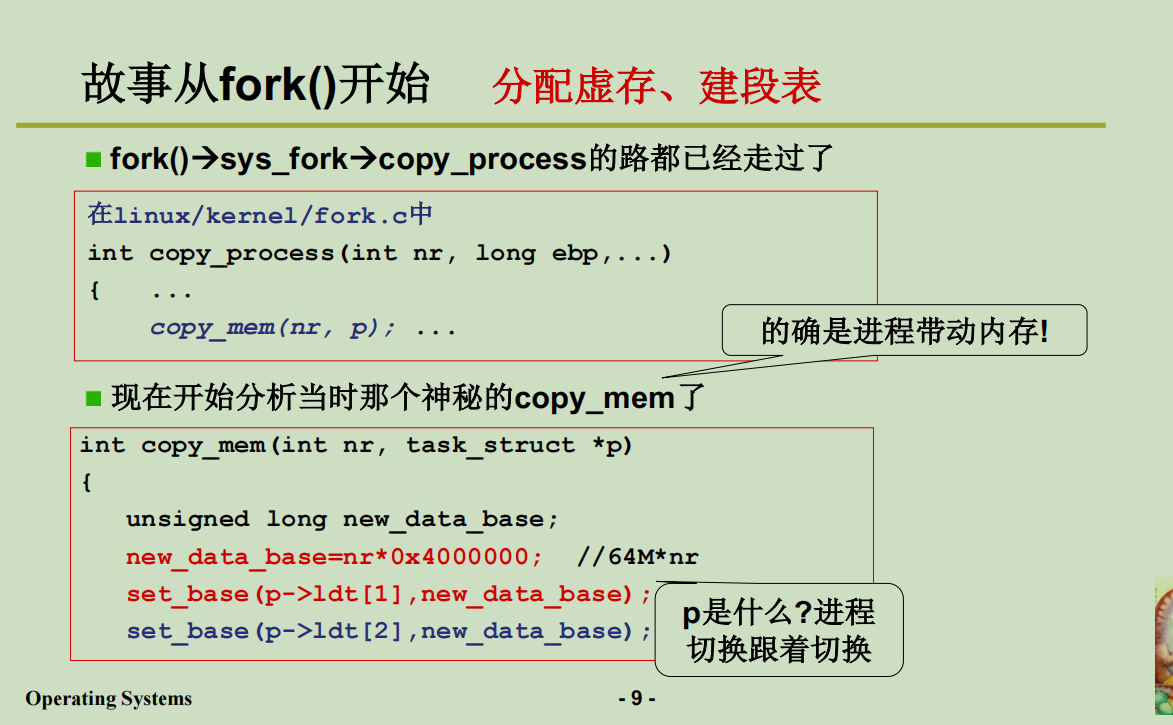 故事从fork()开始 分配虚存、建段表
fork()→sys_fork→copy_process的路都已经走过了
在linux/kernel/fork.c中
int copy_process(int nr, long ebp,...)
{ ...
copy_mem(nr, p); ...
的确是进程带动内存!
现在开始分析当时那个神秘的copy_mem了
int copy_mem(int nr, task_struct *p)
{
unsigned long new_data_base;
new_data_base=nr*0x4000000; //64M*nr
set_base(p->ldt[1],new_data_base);
set_base(p->ldt[2],new_data_base);
p是什么?进程
切换跟着切换
Operating Systems
- 9 -